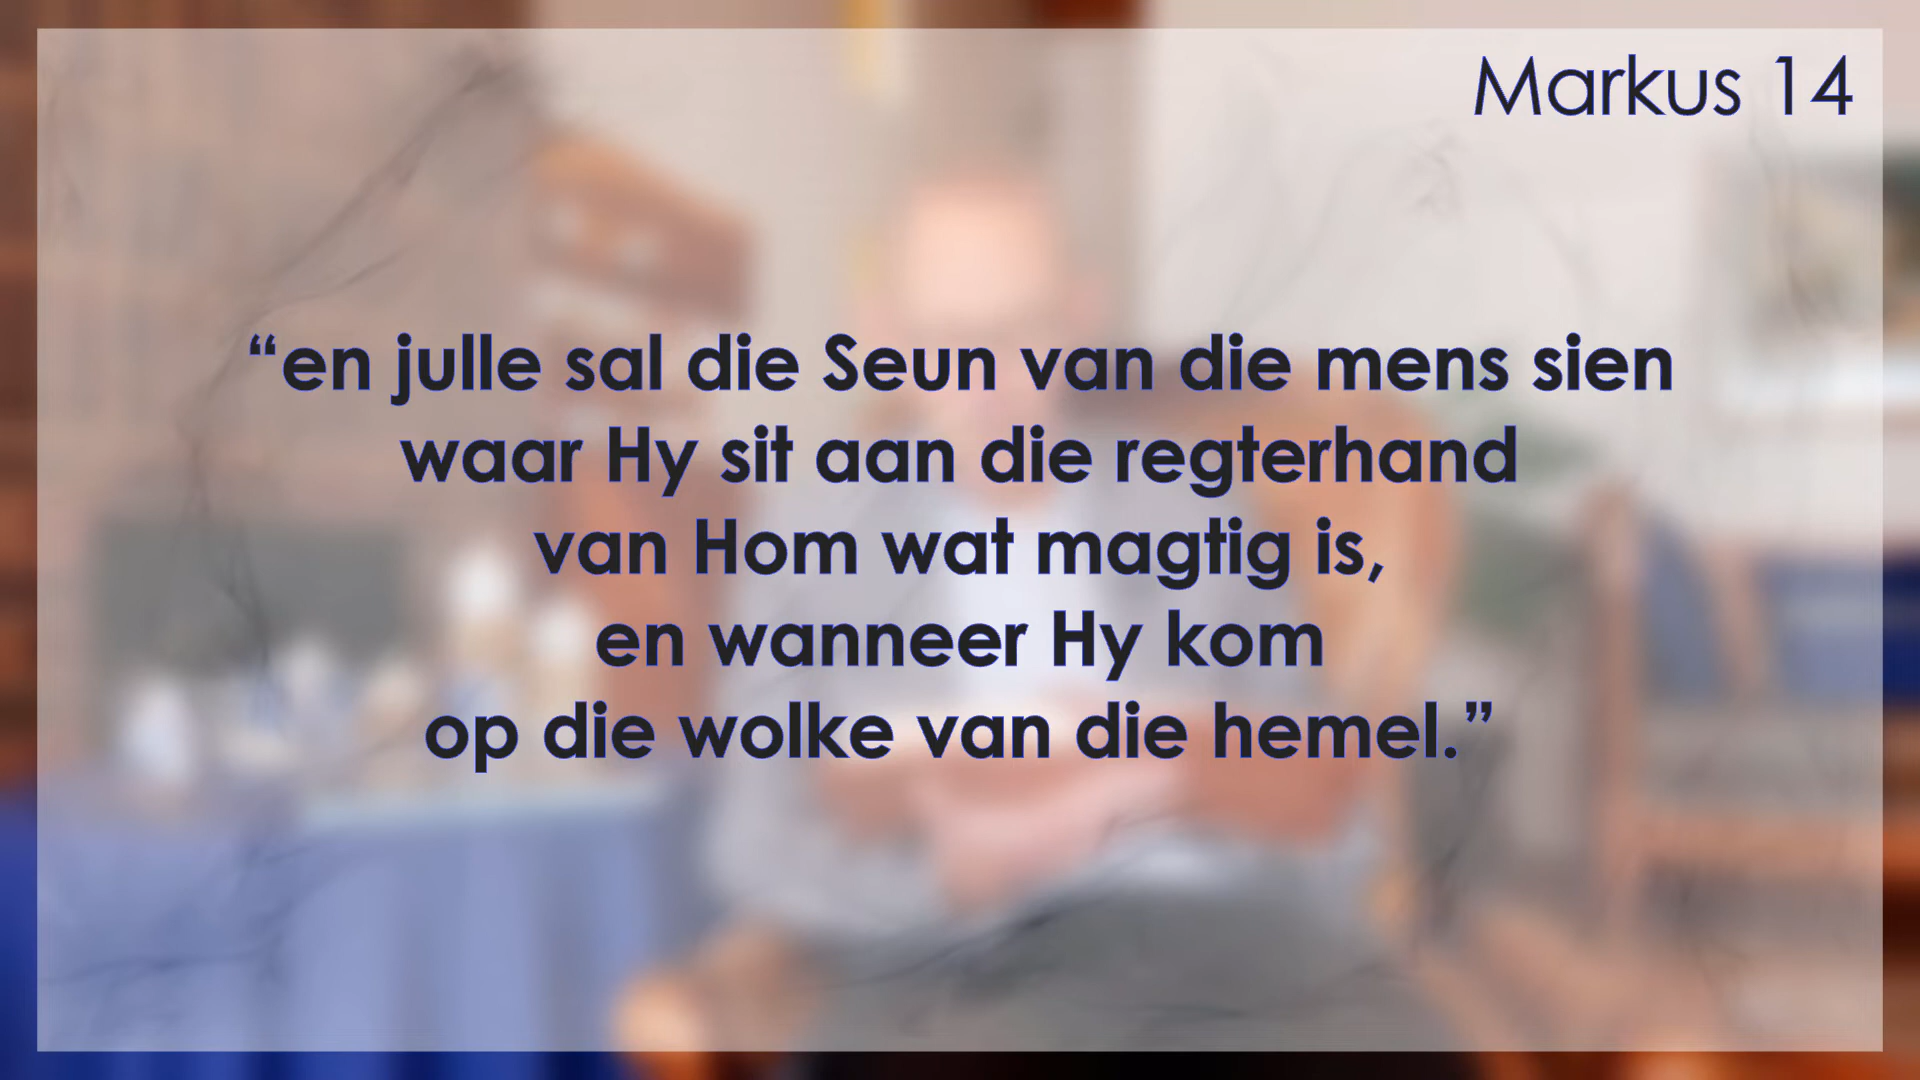 Markus 14
“en julle sal die Seun van die mens sien
waar Hy sit aan die regterhand
van Hom wat magtig is,
en wanneer Hy kom
op die wolke van die hemel.”